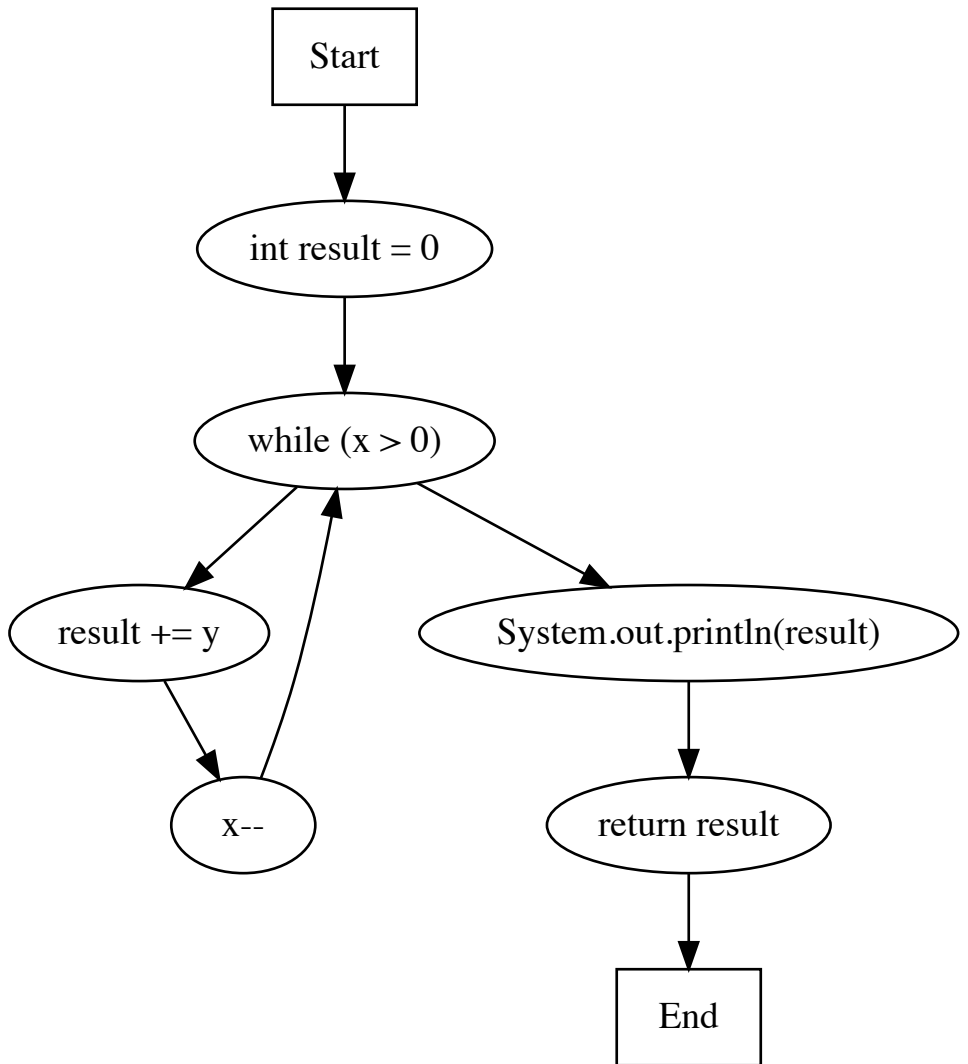 Start
int result = 0
while (x > 0)
result += y
System.out.println(result)
x--
return result
End